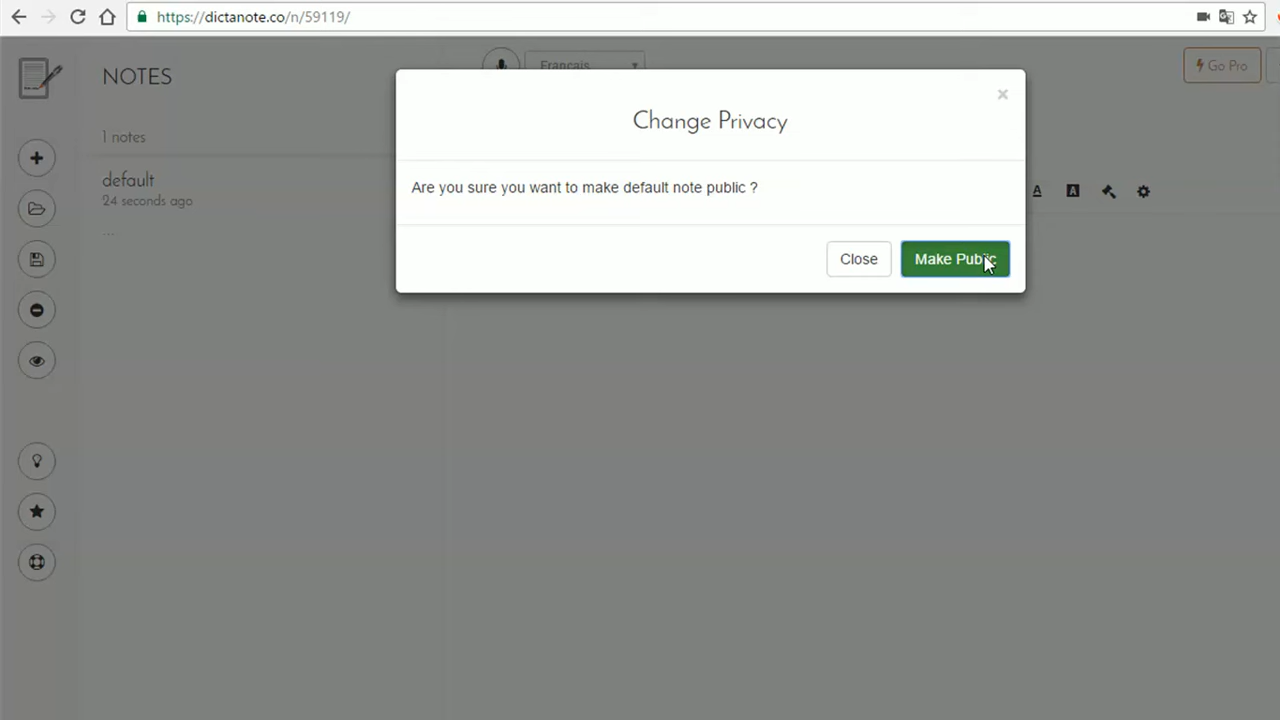 https://dictanote.co/n/59119/
NOTES
Français
Go Pro
1 notes
default
24 seconds ago
...
Change Privacy
×
Are you sure you want to make default note public ?
Close
Make Public
A
A